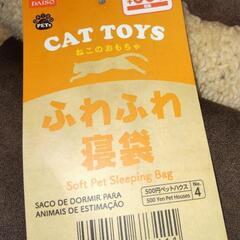 DAISO
PETs
CAT TOYS
ねこのおもちゃ
ふわふわ
寝袋
Soft Pet Sleeping Bag
SACO DE DORMIR PARA
ANIMAIS DE ESTIMAÇÃO
500円ペットハウス
500 Yen Pet Houses
No.
4